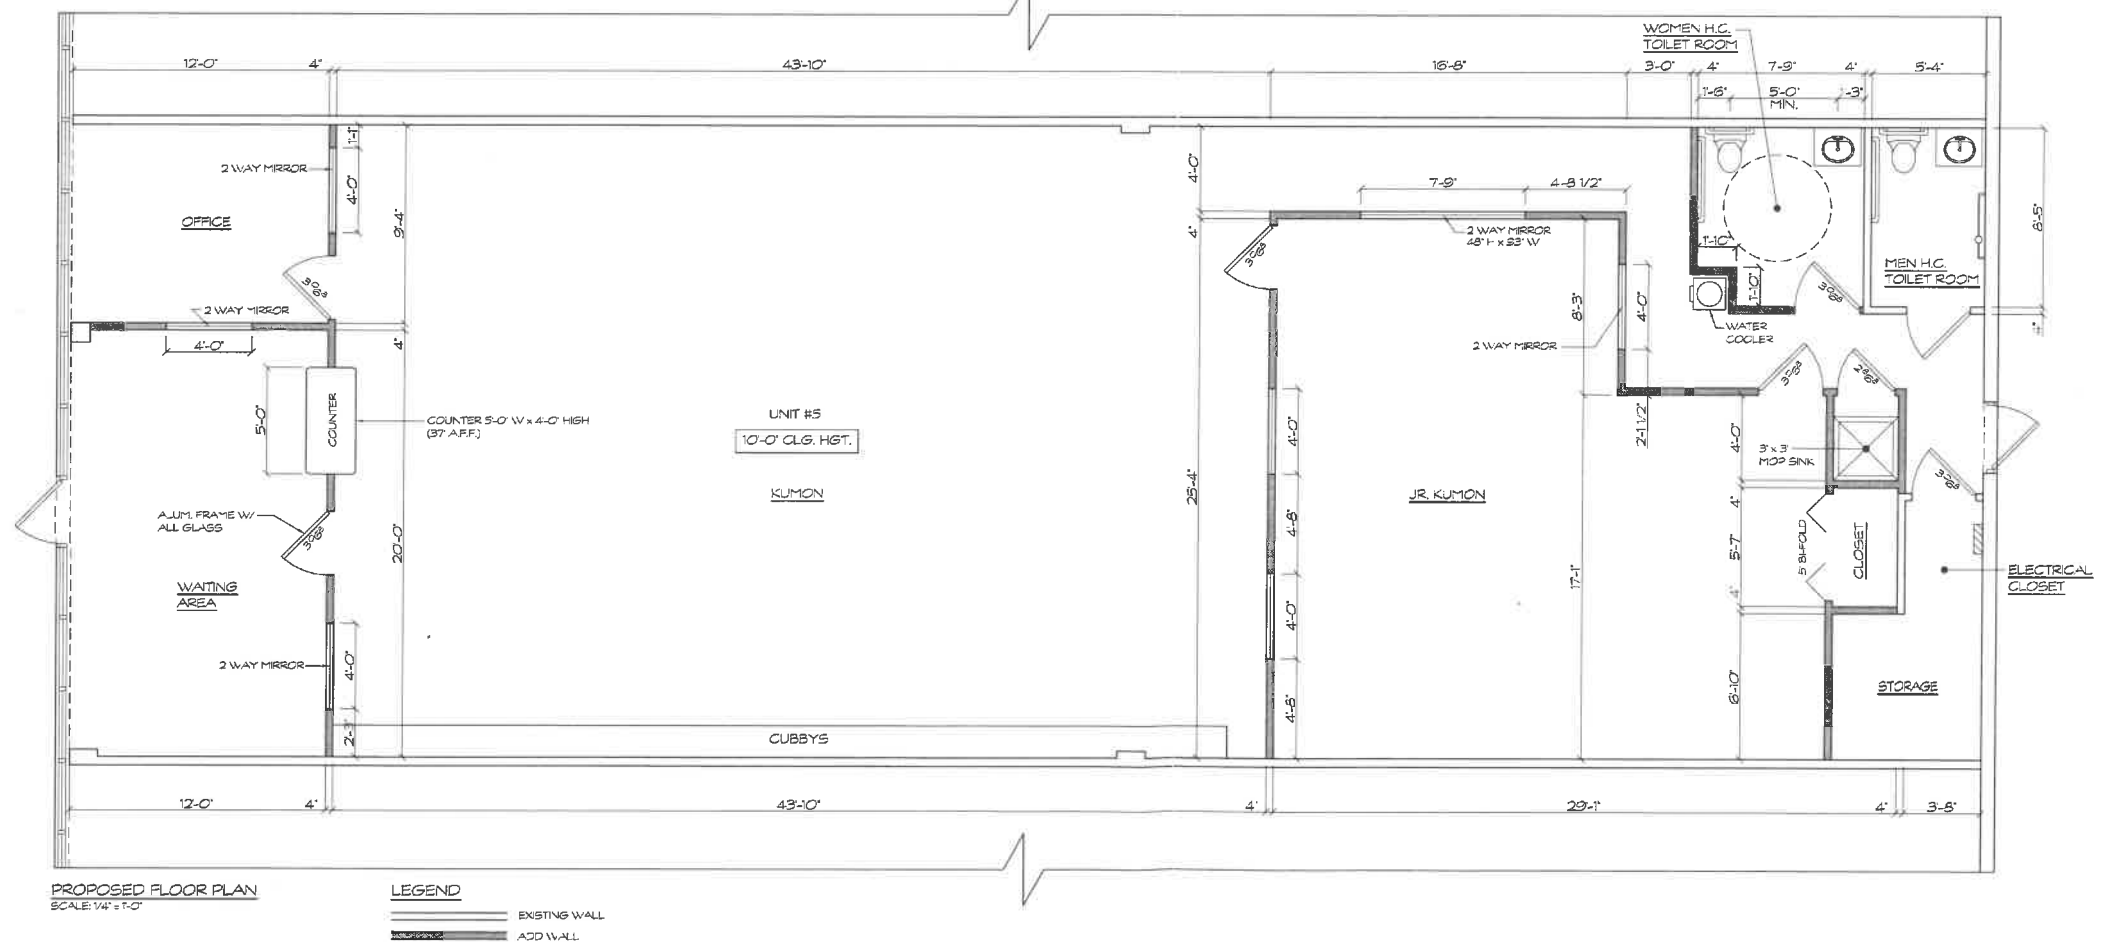 WOMEN H.C.
TOILET ROOM
12'-0"
4"
43'-10"
16'-8"
3'-0"
4"
7'-9"
4"
5'-4"
1'-6"
5'-0"
MIN.
-3"
1'-1"
2 WAY MIRROR
4'-0"
OFFICE
9'-4"
4'-0"
7'-9"
4'-8 1/2"
2 WAY MIRROR
48" H x 93" W
4"
1'-10"
1'-10"
8'-5"
MEN H.C.
TOILET ROOM
2 WAY MIRROR
4'-0"
4"
8'-3"
4'-0"
2 WAY MIRROR
WATER
COOLER
4"
5'-0"
COUNTER
COUNTER 5'-0" W x 4'-0" HIGH
(37" A.F.F.)
UNIT #5
10'-0" CLG. HGT.
KUMON
4'-0"
2'-1 1/2"
4'-0"
3' x 3'
MOP SINK
JR. KUMON
25'-4"
ALUM. FRAME W/
ALL GLASS
20'-0"
4'-8"
4"
5'-7"
4"
5' BI-FOLD
CLOSET
17'-1"
ELECTRICAL
CLOSET
WAITING
AREA
4'-0"
2 WAY MIRROR
4'-0"
STORAGE
6'-10"
4'-8"
2'-3"
CUBBYS
12'-0"
4"
43'-10"
4"
29'-1"
4"
3'-8"
PROPOSED FLOOR PLAN
SCALE: 1/4" = 1'-0"
LEGEND
EXISTING WALL
ADD WALL